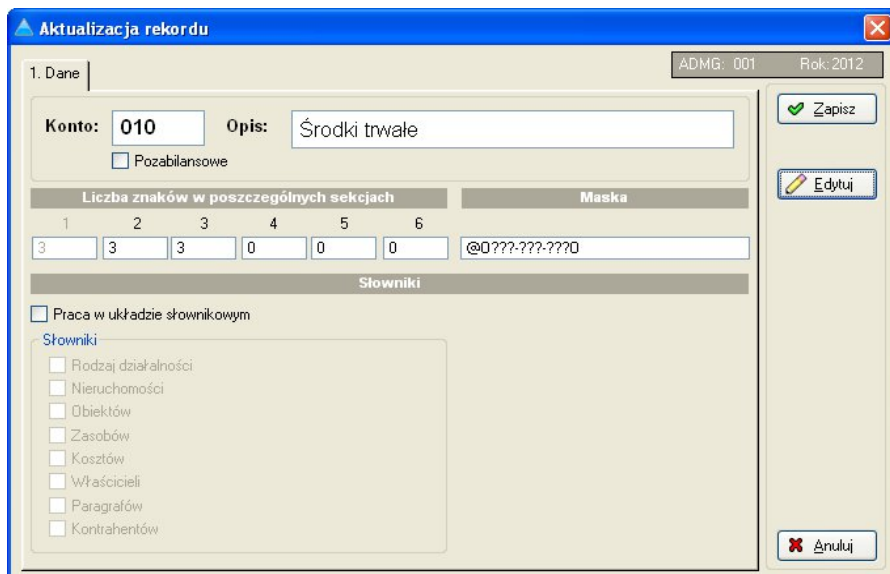 Aktualizacja rekordu
ADMG: 001 Rok:2012
1. Dane
Konto: 010 Opis: Środki trwałe
Pozabilansowe
Zapisz
Edytuj
Liczba znaków w poszczególnych sekcjach Maska
1 2 3 4 5 6
3 3 3 0 0 0 @0???-???-???0
Słowniki
Praca w układzie słownikowym
Słowniki
Rodzaj działalności
Nieruchomości
Obiektów
Zasobów
Kosztów
Właścicieli
Paragrafów
Kontrahentów
Anuluj